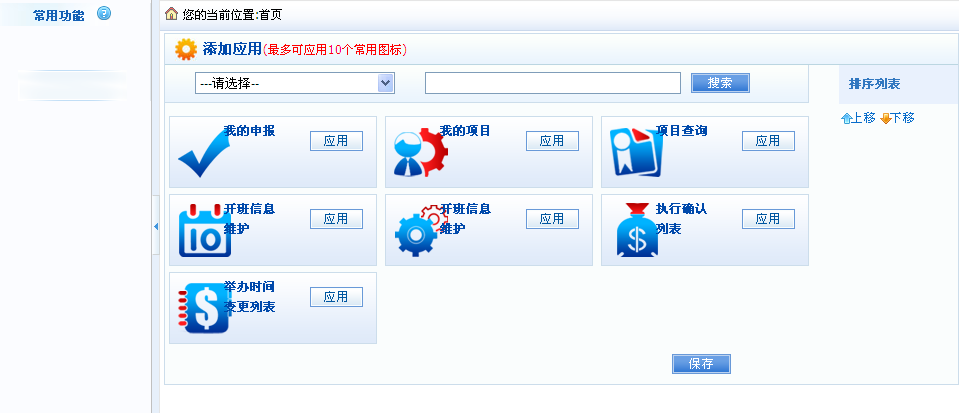 常用功能
您的当前位置:首页
添加应用(最多可应用10个常用图标)
---请选择--
搜索
排序列表
上移 下移
我的申报
应用
我的项目
应用
项目查询
应用
开班信息
维护
应用
开班信息
维护
应用
执行确认
列表
应用
举办时间
变更列表
应用
保存